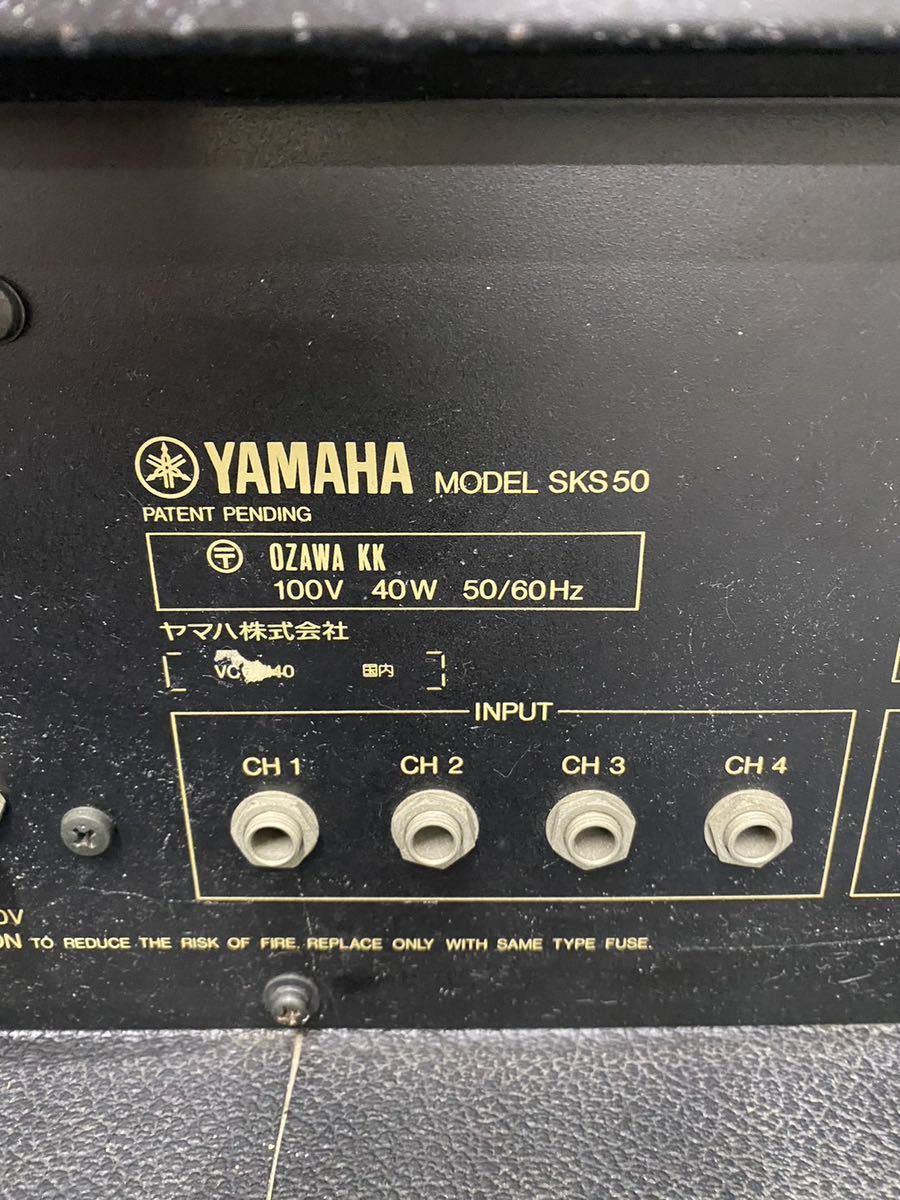 YAMAHA MODEL SKS50
PATENT PENDING
〒 OZAWA KK
100V 40W 50/60Hz
ヤマハ株式会社
国内
INPUT
CH 1 CH 2 CH 3 CH 4
TO REDUCE THE RISK OF FIRE. REPLACE ONLY WITH SAME TYPE FUSE.